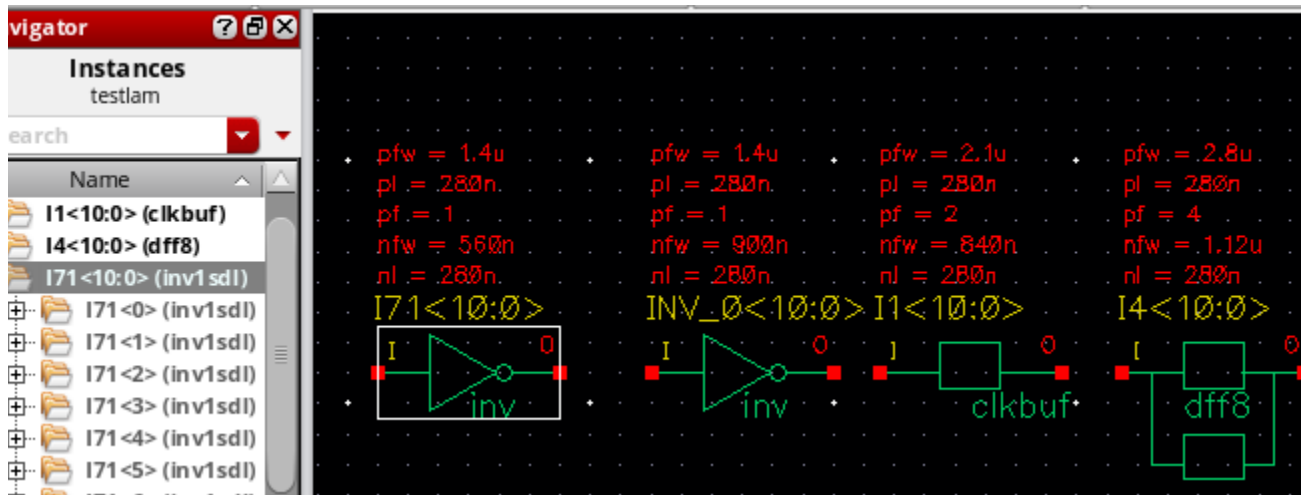 vigator
Instances
testlam
earch
Name
I1<10:0> (clkbuf)
I4<10:0> (dff8)
I71<10:0> (inv1sdl)
I71<0> (inv1sdl)
I71<1> (inv1sdl)
I71<2> (inv1sdl)
I71<3> (inv1sdl)
I71<4> (inv1sdl)
I71<5> (inv1sdl)
pfw = 1.4u
pl = 280n
pf = 1
nfw = 560n
nl = 280n
I71<10:0>
I
O
inv
pfw = 1.4u
pl = 280n
pf = 1
nfw = 900n
nl = 280n
INV_0<10:0>
I
O
inv
pfw = 2.1u
pl = 280n
pf = 2
nfw = 840n
nl = 280n
I1<10:0>
I
O
clkbuf
pfw = 2.8u
pl = 280n
pf = 4
nfw = 1.12u
nl = 280n
I4<10:0>
I
O
dff8